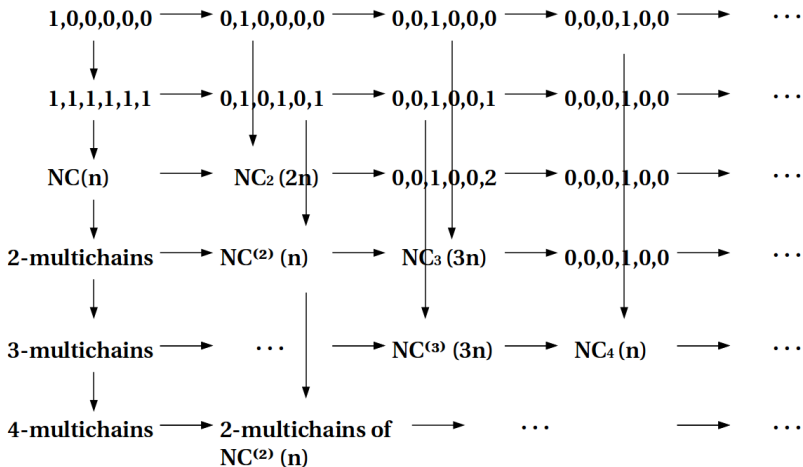 1,0,0,0,0,0 0,1,0,0,0,0 0,0,1,0,0,0 0,0,0,1,0,0 ...
1,1,1,1,1,1 0,1,0,1,0,1 0,0,1,0,0,1 0,0,0,1,0,0 ...
NC(n) NC₂ (2n) 0,0,1,0,0,2 0,0,0,1,0,0 ...
2-multichains NC⁽²⁾ (n) NC₃ (3n) 0,0,0,1,0,0 ...
3-multichains ... NC⁽³⁾ (3n) NC₄ (n) ...
4-multichains 2-multichains of ... ...
NC⁽²⁾ (n)